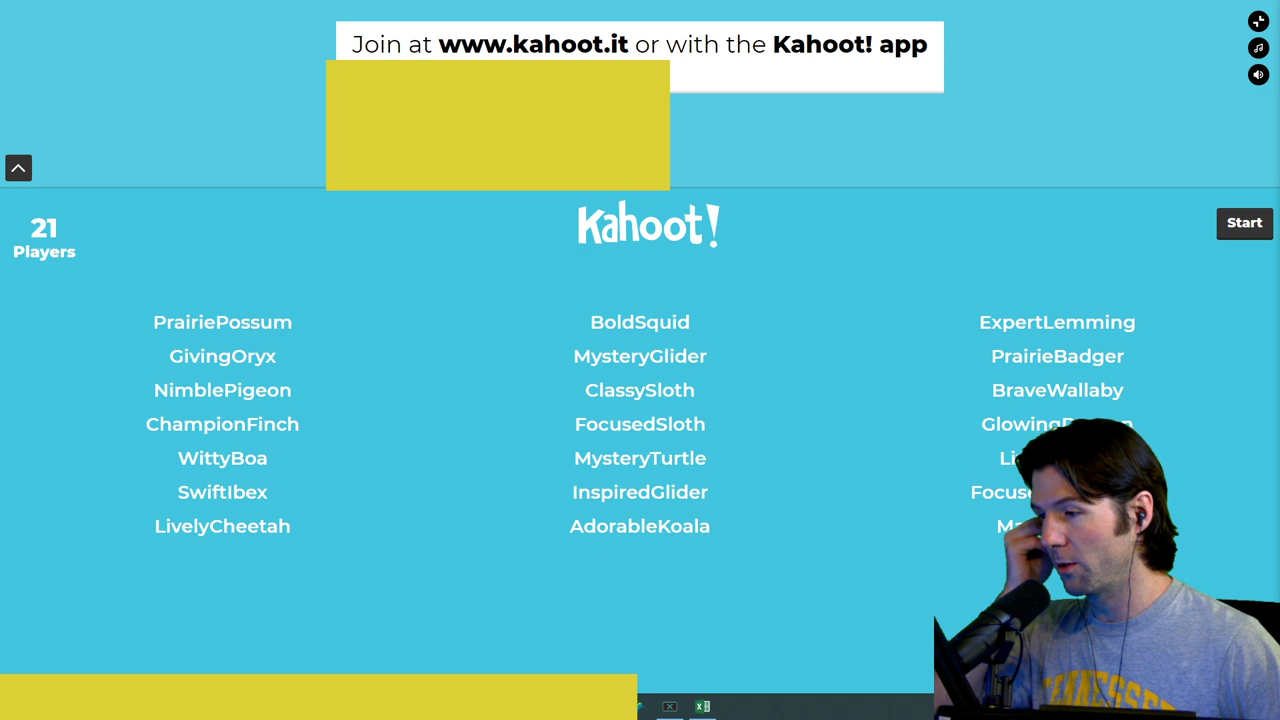 Join at www.kahoot.it or with the Kahoot! app
21
Players
Kahoot!
Start
PrairiePossum
BoldSquid
ExpertLemming
GivingOryx
MysteryGlider
PrairieBadger
NimblePigeon
ClassySloth
BraveWallaby
ChampionFinch
FocusedSloth
WittyBoa
MysteryTurtle
SwiftIbex
InspiredGlider
LivelyCheetah
AdorableKoala
TENNESSEE